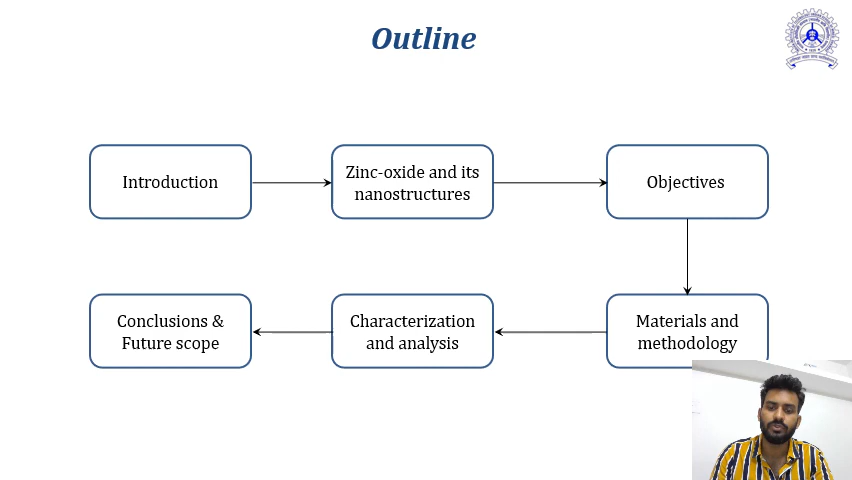 Outline
Introduction
Zinc-oxide and its
nanostructures
Objectives
Materials and
methodology
Characterization
and analysis
Conclusions &
Future scope